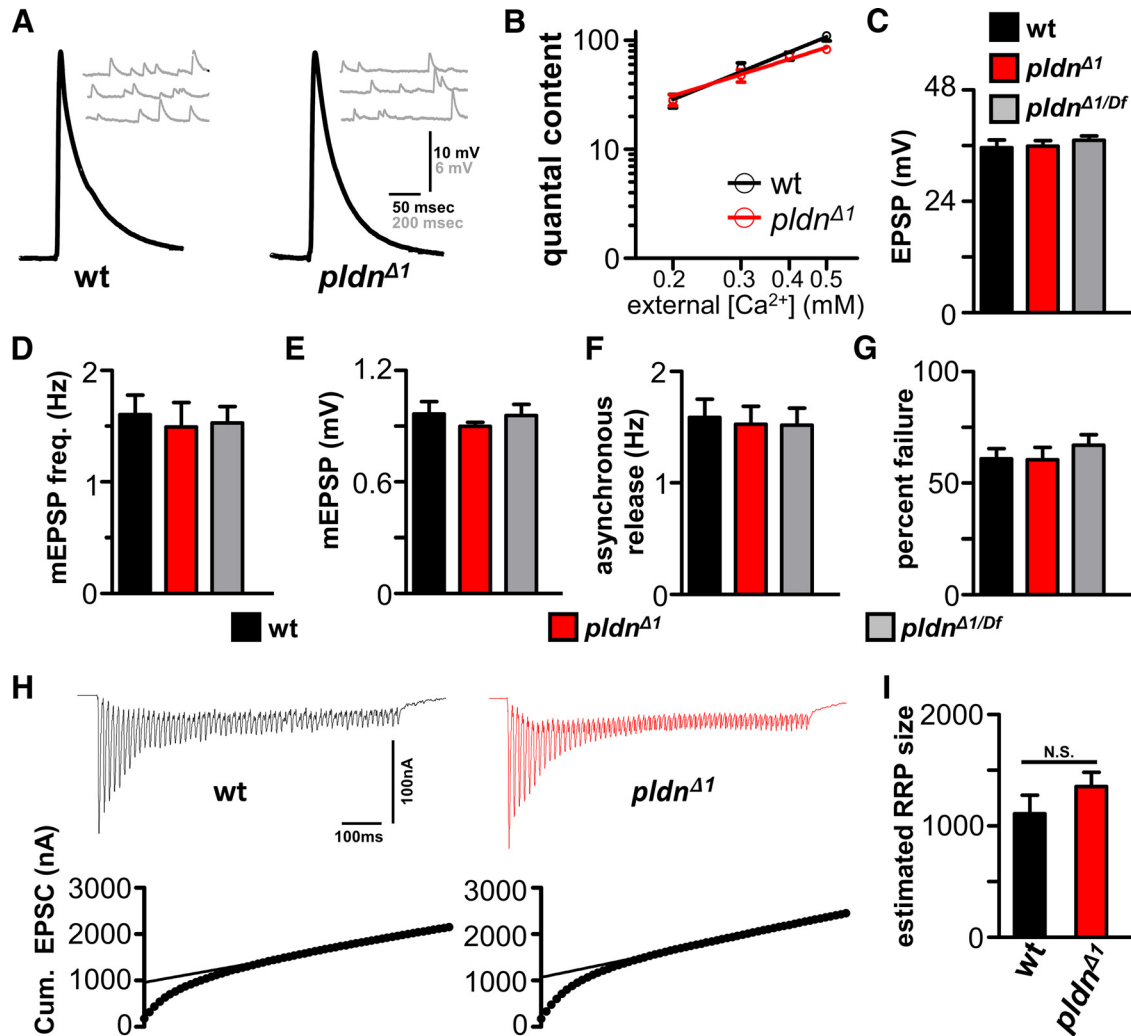 A
wt
pldnΔ1
10 mV
6 mV
50 msec
200 msec
B
quantal content
100
10
0
wt
pldnΔ1
0.2
0.3
0.4
0.5
external [Ca2+] (mM)
C
wt
pldnΔ1
pldnΔ1/Df
EPSP (mV)
48
24
0
D
mEPSP freq. (Hz)
2
1
0
E
mEPSP (mV)
1.2
0.6
0
F
asynchronous
release (Hz)
2
1
0
G
percent failure
100
50
0
wt
pldnΔ1
pldnΔ1/Df
H
wt
100nA
100ms
pldnΔ1
Cum. EPSC (nA)
3000
2000
1000
0
3000
2000
1000
0
I
estimated RRP size
2000
1000
0
N.S.
wt
pldnΔ1